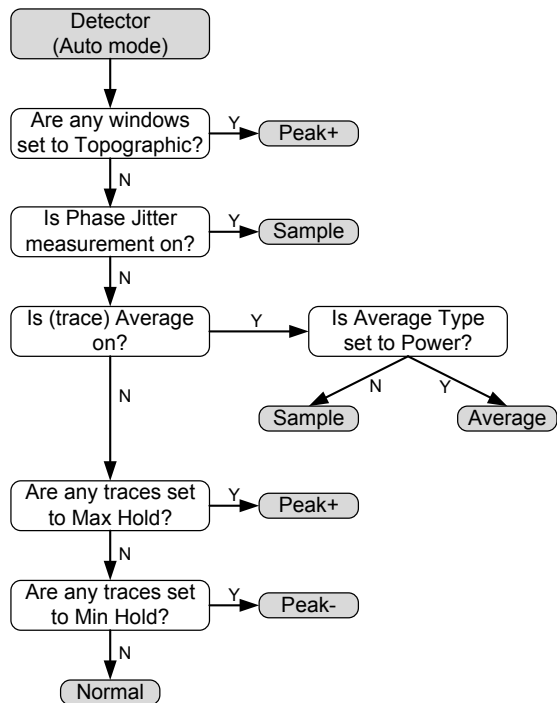 Detector
(Auto mode)
Are any windows
set to Topographic?
Y
Peak+
N
Is Phase Jitter
measurement on?
Y
Sample
N
Is (trace) Average
on?
Y
Is Average Type
set to Power?
N
N
Y
Sample
Average
Are any traces set
to Max Hold?
Y
Peak+
N
Are any traces set
to Min Hold?
Y
Peak-
N
Normal